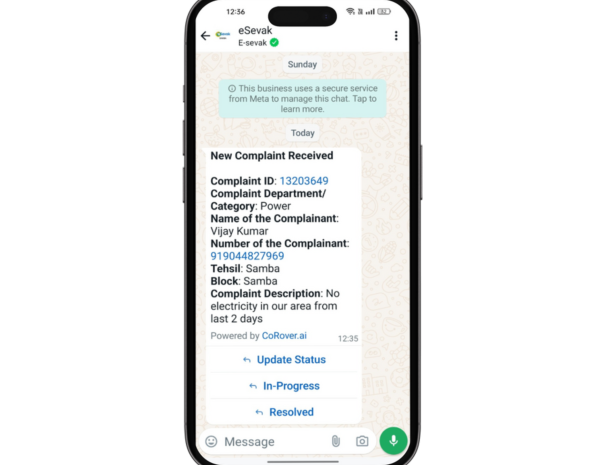 12:36
eSevak
E-sevak
Sunday
This business uses a secure service
from Meta to manage this chat. Tap to
learn more.
Today
New Complaint Received
Complaint ID: 13203649
Complaint Department/
Category: Power
Name of the Complainant:
Vijay Kumar
Number of the Complainant:
919044827969
Tehsil: Samba
Block: Samba
Complaint Description: No
electricity in our area from
last 2 days
Powered by CoRover.ai
12:35
Update Status
In-Progress
Resolved
Message